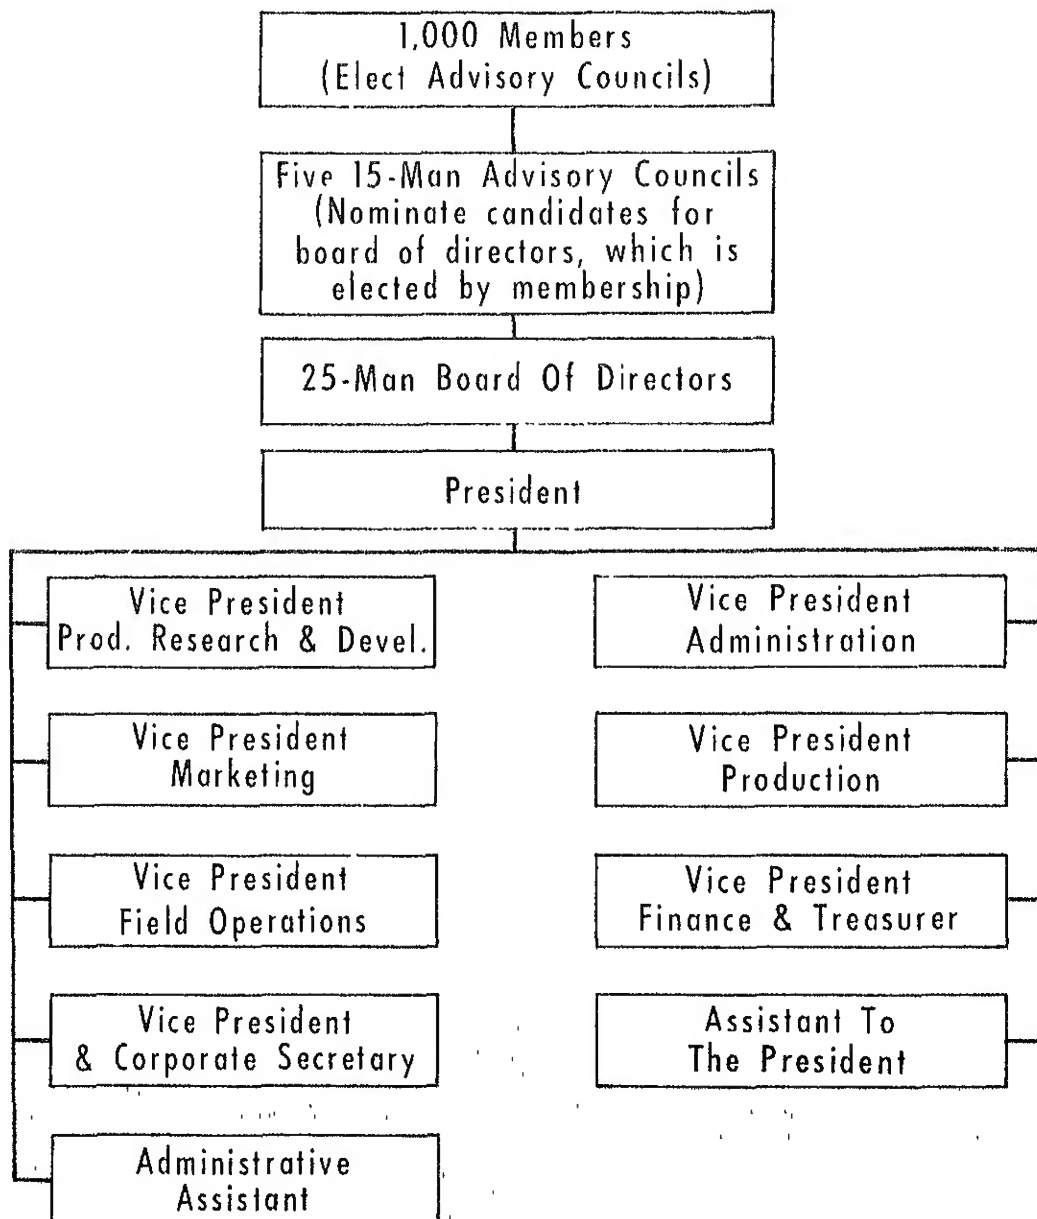 1,000 Members
(Elect Advisory Councils)
Five 15-Man Advisory Councils
(Nominate candidates for
board of directors, which is
elected by membership)
25-Man Board Of Directors
President
Vice President
Prod. Research & Devel.
Vice President
Administration
Vice President
Marketing
Vice President
Production
Vice President
Field Operations
Vice President
Finance & Treasurer
Vice President
& Corporate Secretary
Assistant To
The President
Administrative
Assistant